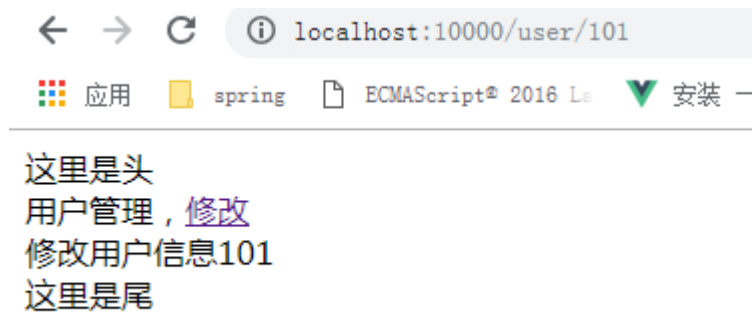 localhost:10000/user/101
应用 spring ECMAScript® 2016 La 安装
这里是头
用户管理，修改
修改用户信息101
这里是尾